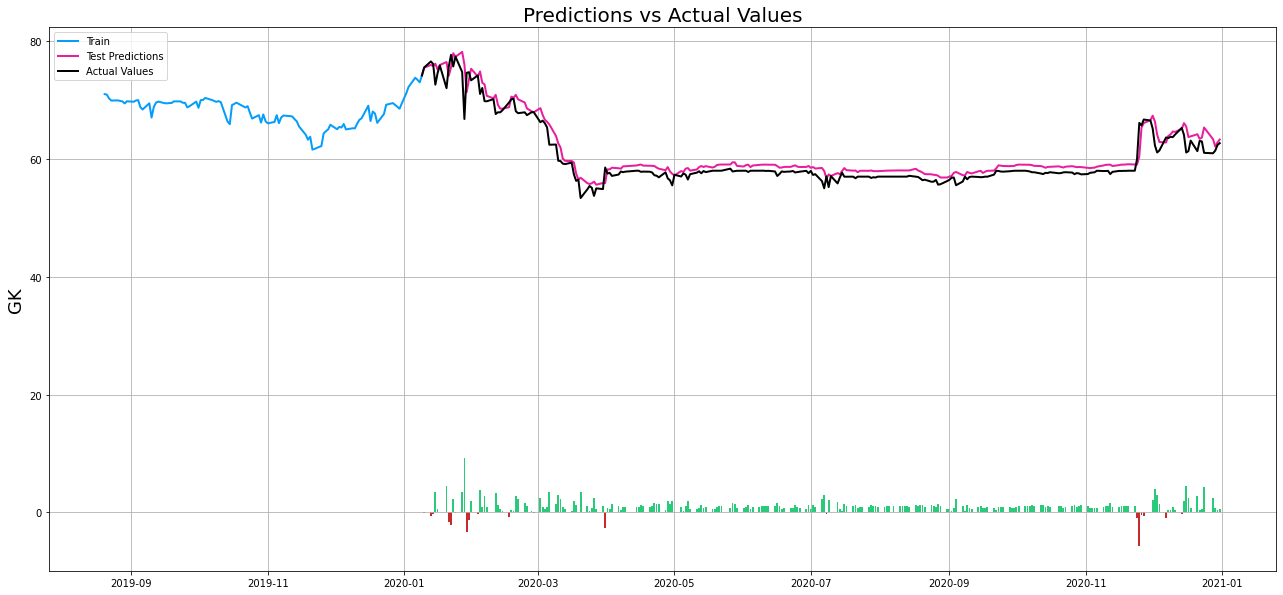 Predictions vs Actual Values
Train
Test Predictions
Actual Values
GK
80
60
40
20
0
2019-09
2019-11
2020-01
2020-03
2020-05
2020-07
2020-09
2020-11
2021-01